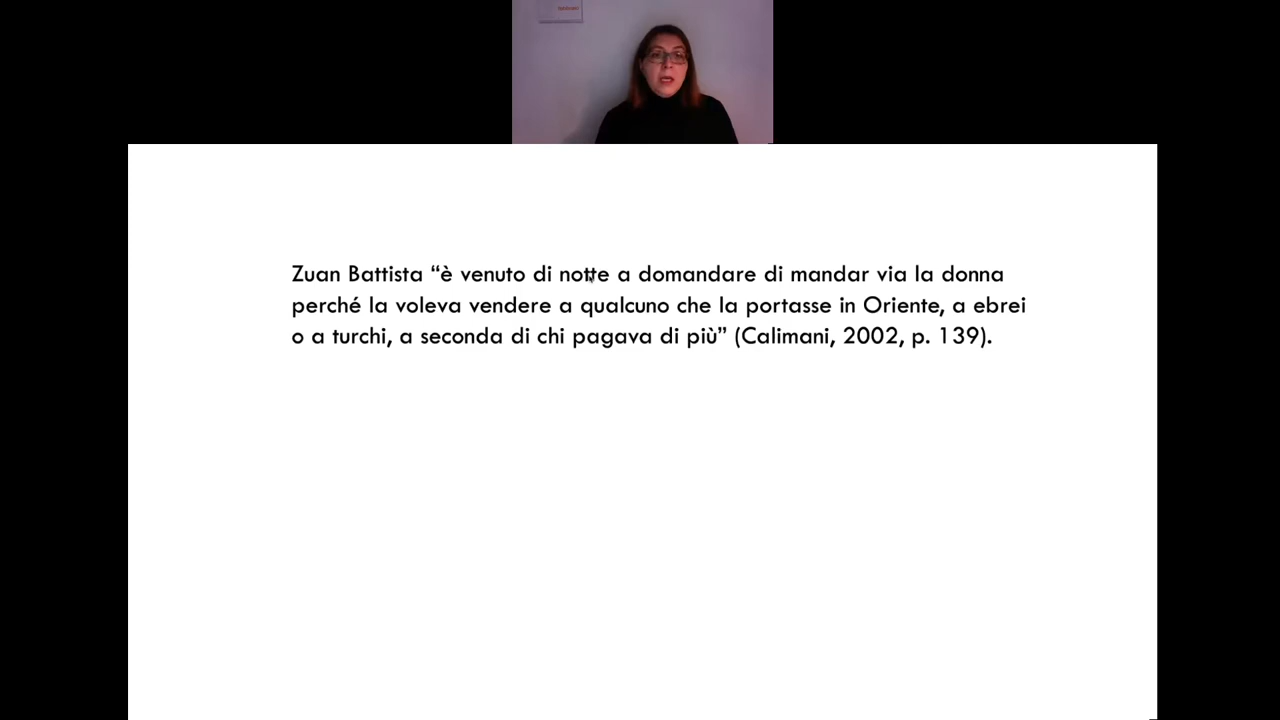 Zuan Battista “è venuto di notte a domandare di mandar via la donna
perché la voleva vendere a qualcuno che la portasse in Oriente, a ebrei
o a turchi, a seconda di chi pagava di più” (Calimani, 2002, p. 139).